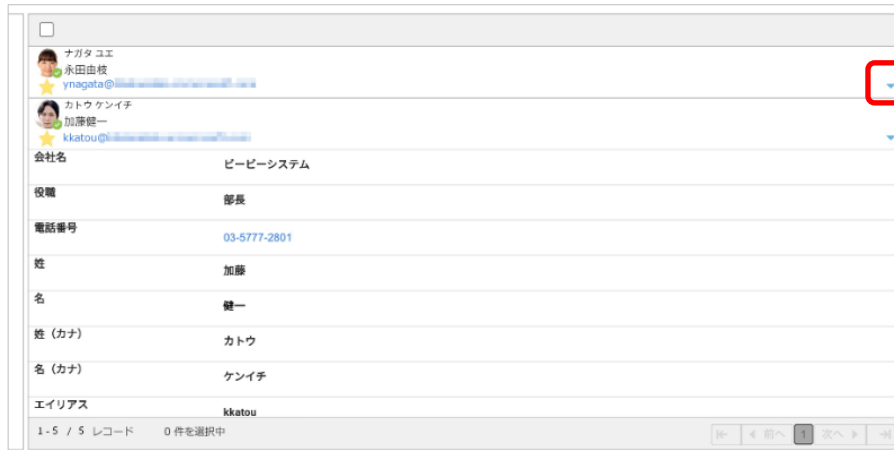 ナガタ ユエ
永田由枝
ynagata@
カトウ ケンイチ
加藤健一
kkatou@
会社名 ビービーシステム
役職 部長
電話番号 03-5777-2801
姓 加藤
名 健一
姓（カナ） カトウ
名（カナ） ケンイチ
エイリアス kkatou
1 - 5 / 5 レコード 0 件を選択中 前へ 1 次へ